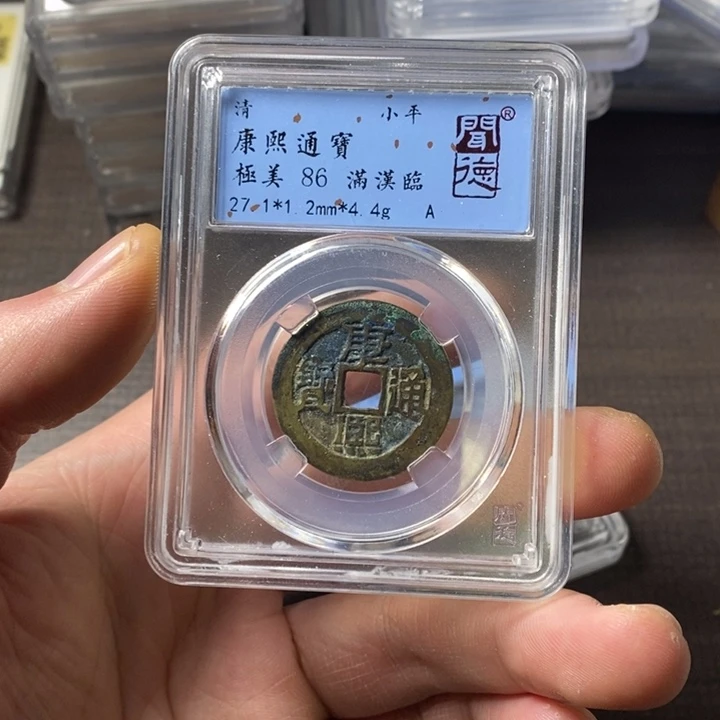 清 小平
康熙通寶
極美 86 滿漢臨
27.1*1.2mm*4.4g A
聞德
®
康熙通寶